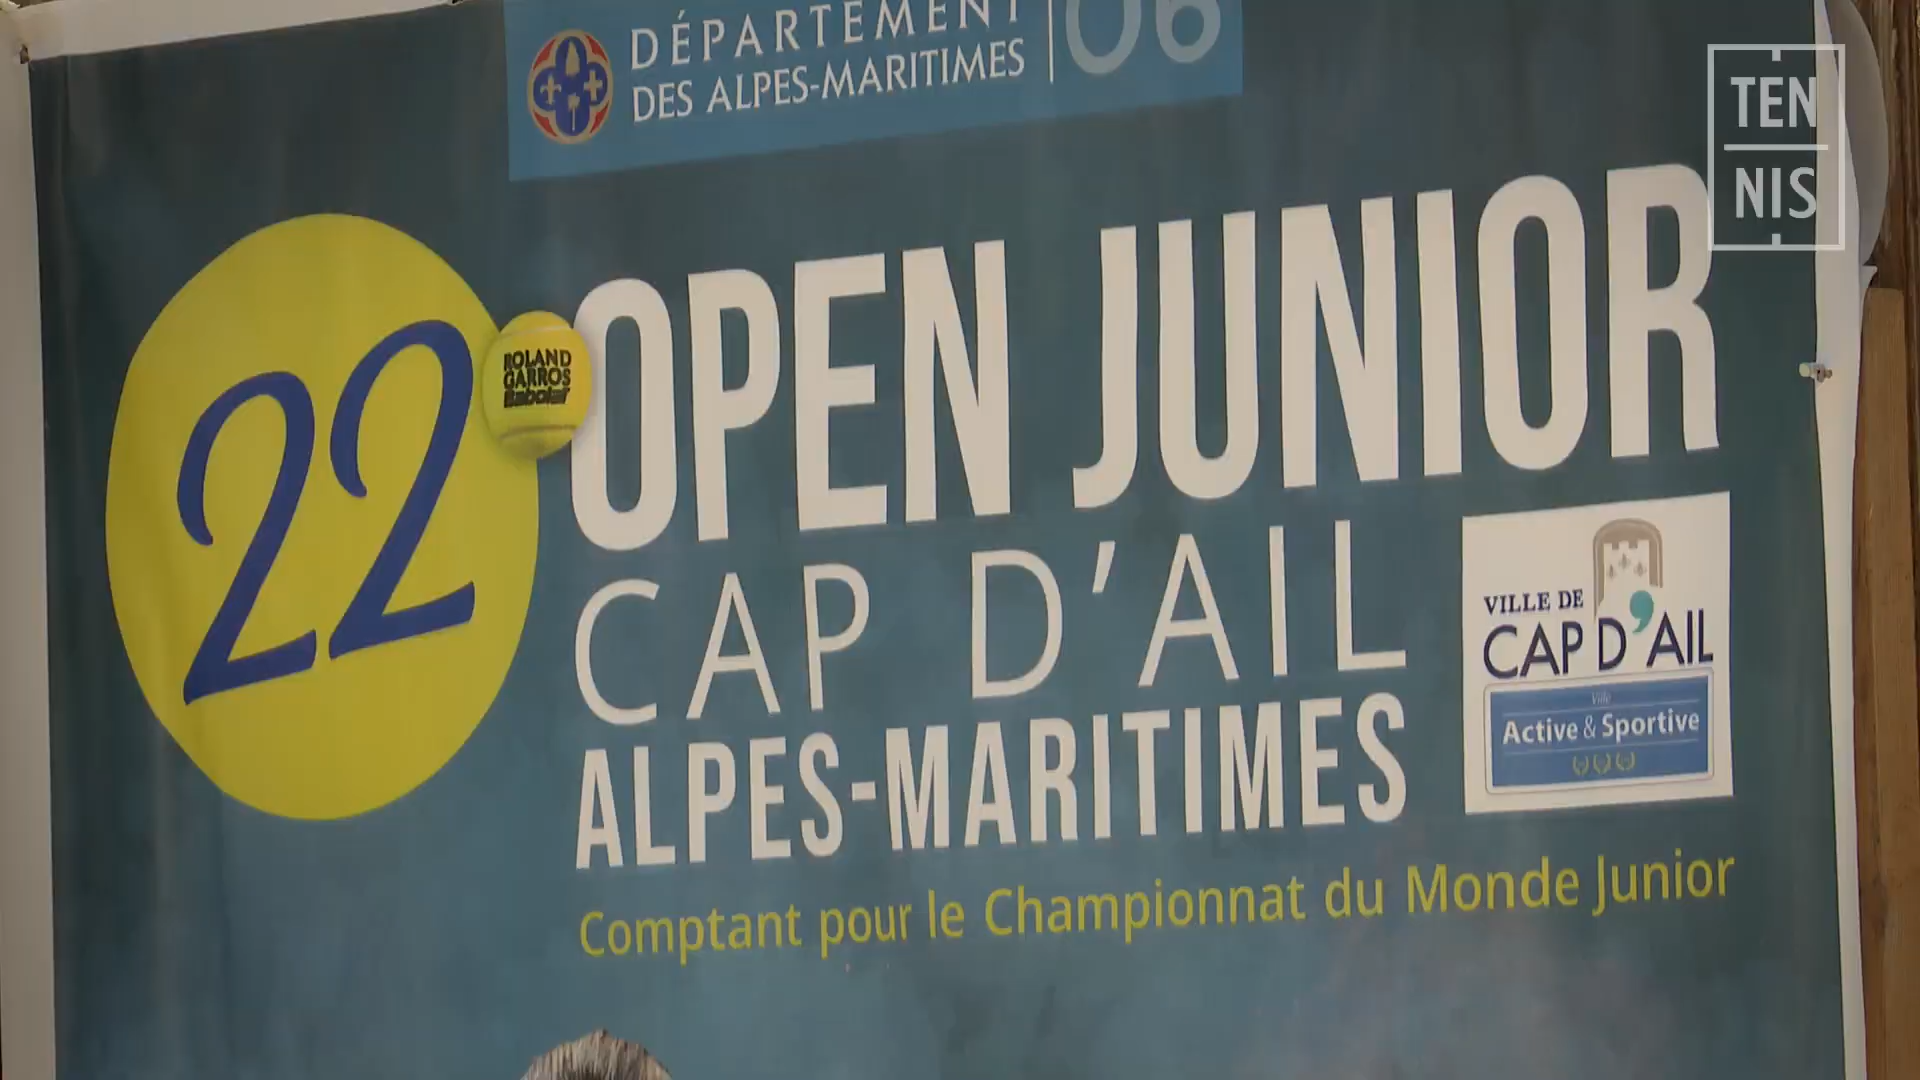 DÉPARTEMENT
DES ALPES-MARITIMES
06
TEN
NIS
22°
ROLAND
GARROS
Babolat
OPEN JUNIOR
CAP D'AIL
ALPES-MARITIMES
VILLE DE
CAP D'AIL
Ville
Active & Sportive
Comptant pour le Championnat du Monde Junior